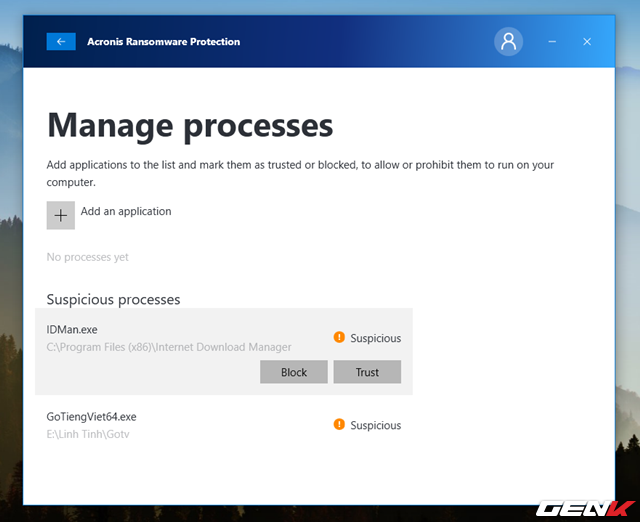 Acronis Ransomware Protection
Manage processes
Add applications to the list and mark them as trusted or blocked, to allow or prohibit them to run on your
computer.
Add an application
No processes yet
Suspicious processes
IDMan.exe
C:\Program Files (x86)\Internet Download Manager
Suspicious
Block
Trust
GoTiengViet64.exe
E:\Linh Tinh\Gotv
Suspicious
GENK